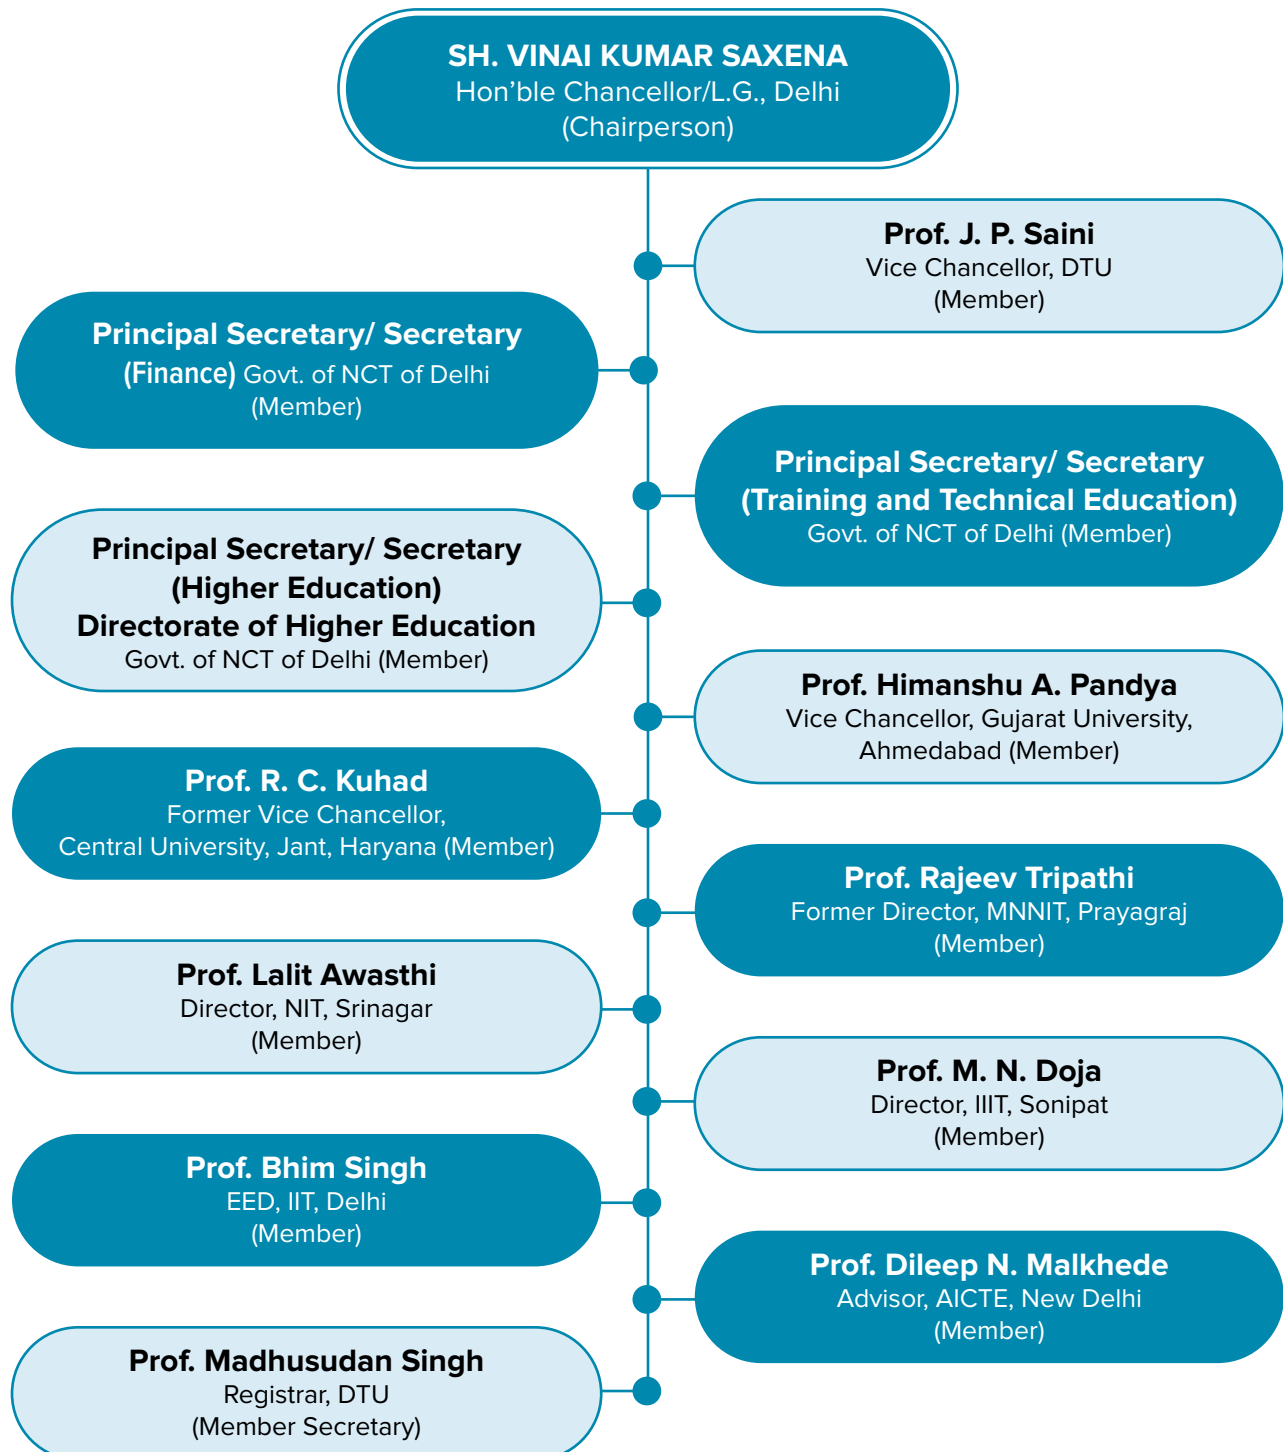 SH. VINAI KUMAR SAXENA
Hon’ble Chancellor/L.G., Delhi
(Chairperson)
Prof. J. P. Saini
Vice Chancellor, DTU
(Member)
Principal Secretary/ Secretary
(Finance) Govt. of NCT of Delhi
(Member)
Principal Secretary/ Secretary
(Training and Technical Education)
Govt. of NCT of Delhi (Member)
Principal Secretary/ Secretary
(Higher Education)
Directorate of Higher Education
Govt. of NCT of Delhi (Member)
Prof. Himanshu A. Pandya
Vice Chancellor, Gujarat University,
Ahmedabad (Member)
Prof. R. C. Kuhad
Former Vice Chancellor,
Central University, Jant, Haryana (Member)
Prof. Rajeev Tripathi
Former Director, MNNIT, Prayagraj
(Member)
Prof. Lalit Awasthi
Director, NIT, Srinagar
(Member)
Prof. M. N. Doja
Director, IIIT, Sonipat
(Member)
Prof. Bhim Singh
EED, IIT, Delhi
(Member)
Prof. Dileep N. Malkhede
Advisor, AICTE, New Delhi
(Member)
Prof. Madhusudan Singh
Registrar, DTU
(Member Secretary)